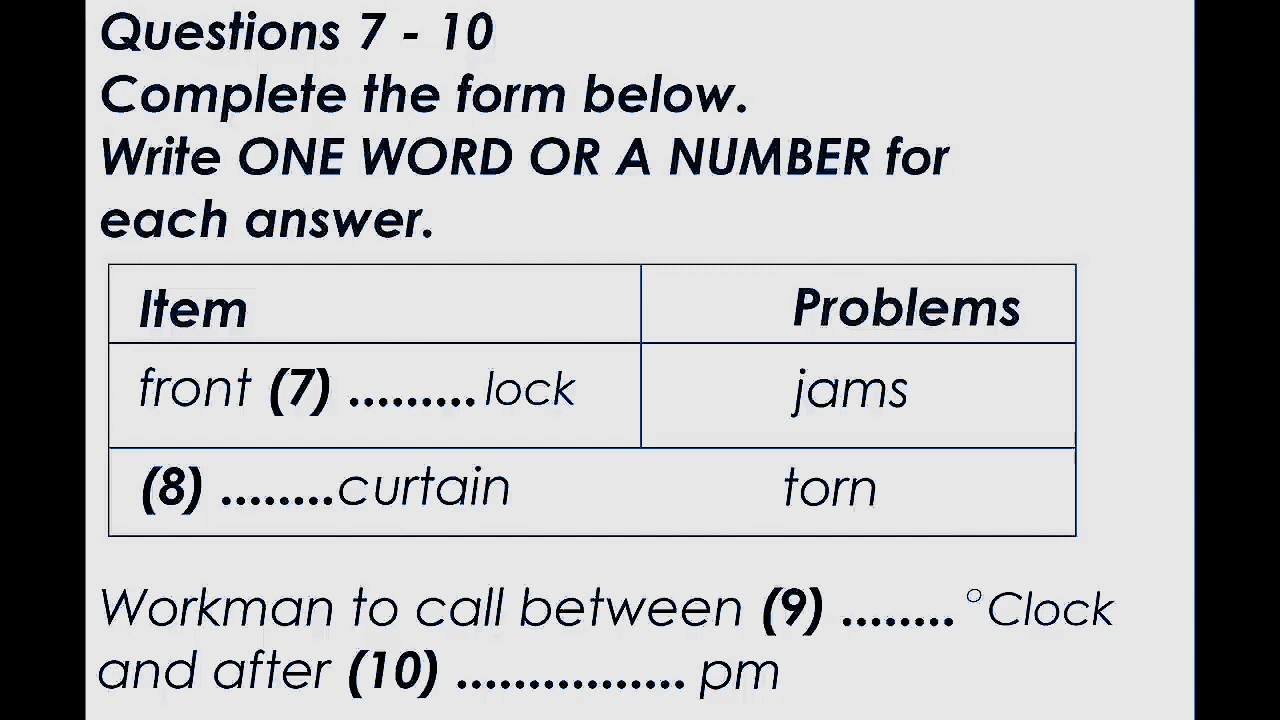 Questions 7 - 10
Complete the form below.
Write ONE WORD OR A NUMBER for
each answer.
Item Problems
front (7) ......... lock jams
(8) ........curtain torn
Workman to call between (9) ........ °Clock
and after (10) ................ pm